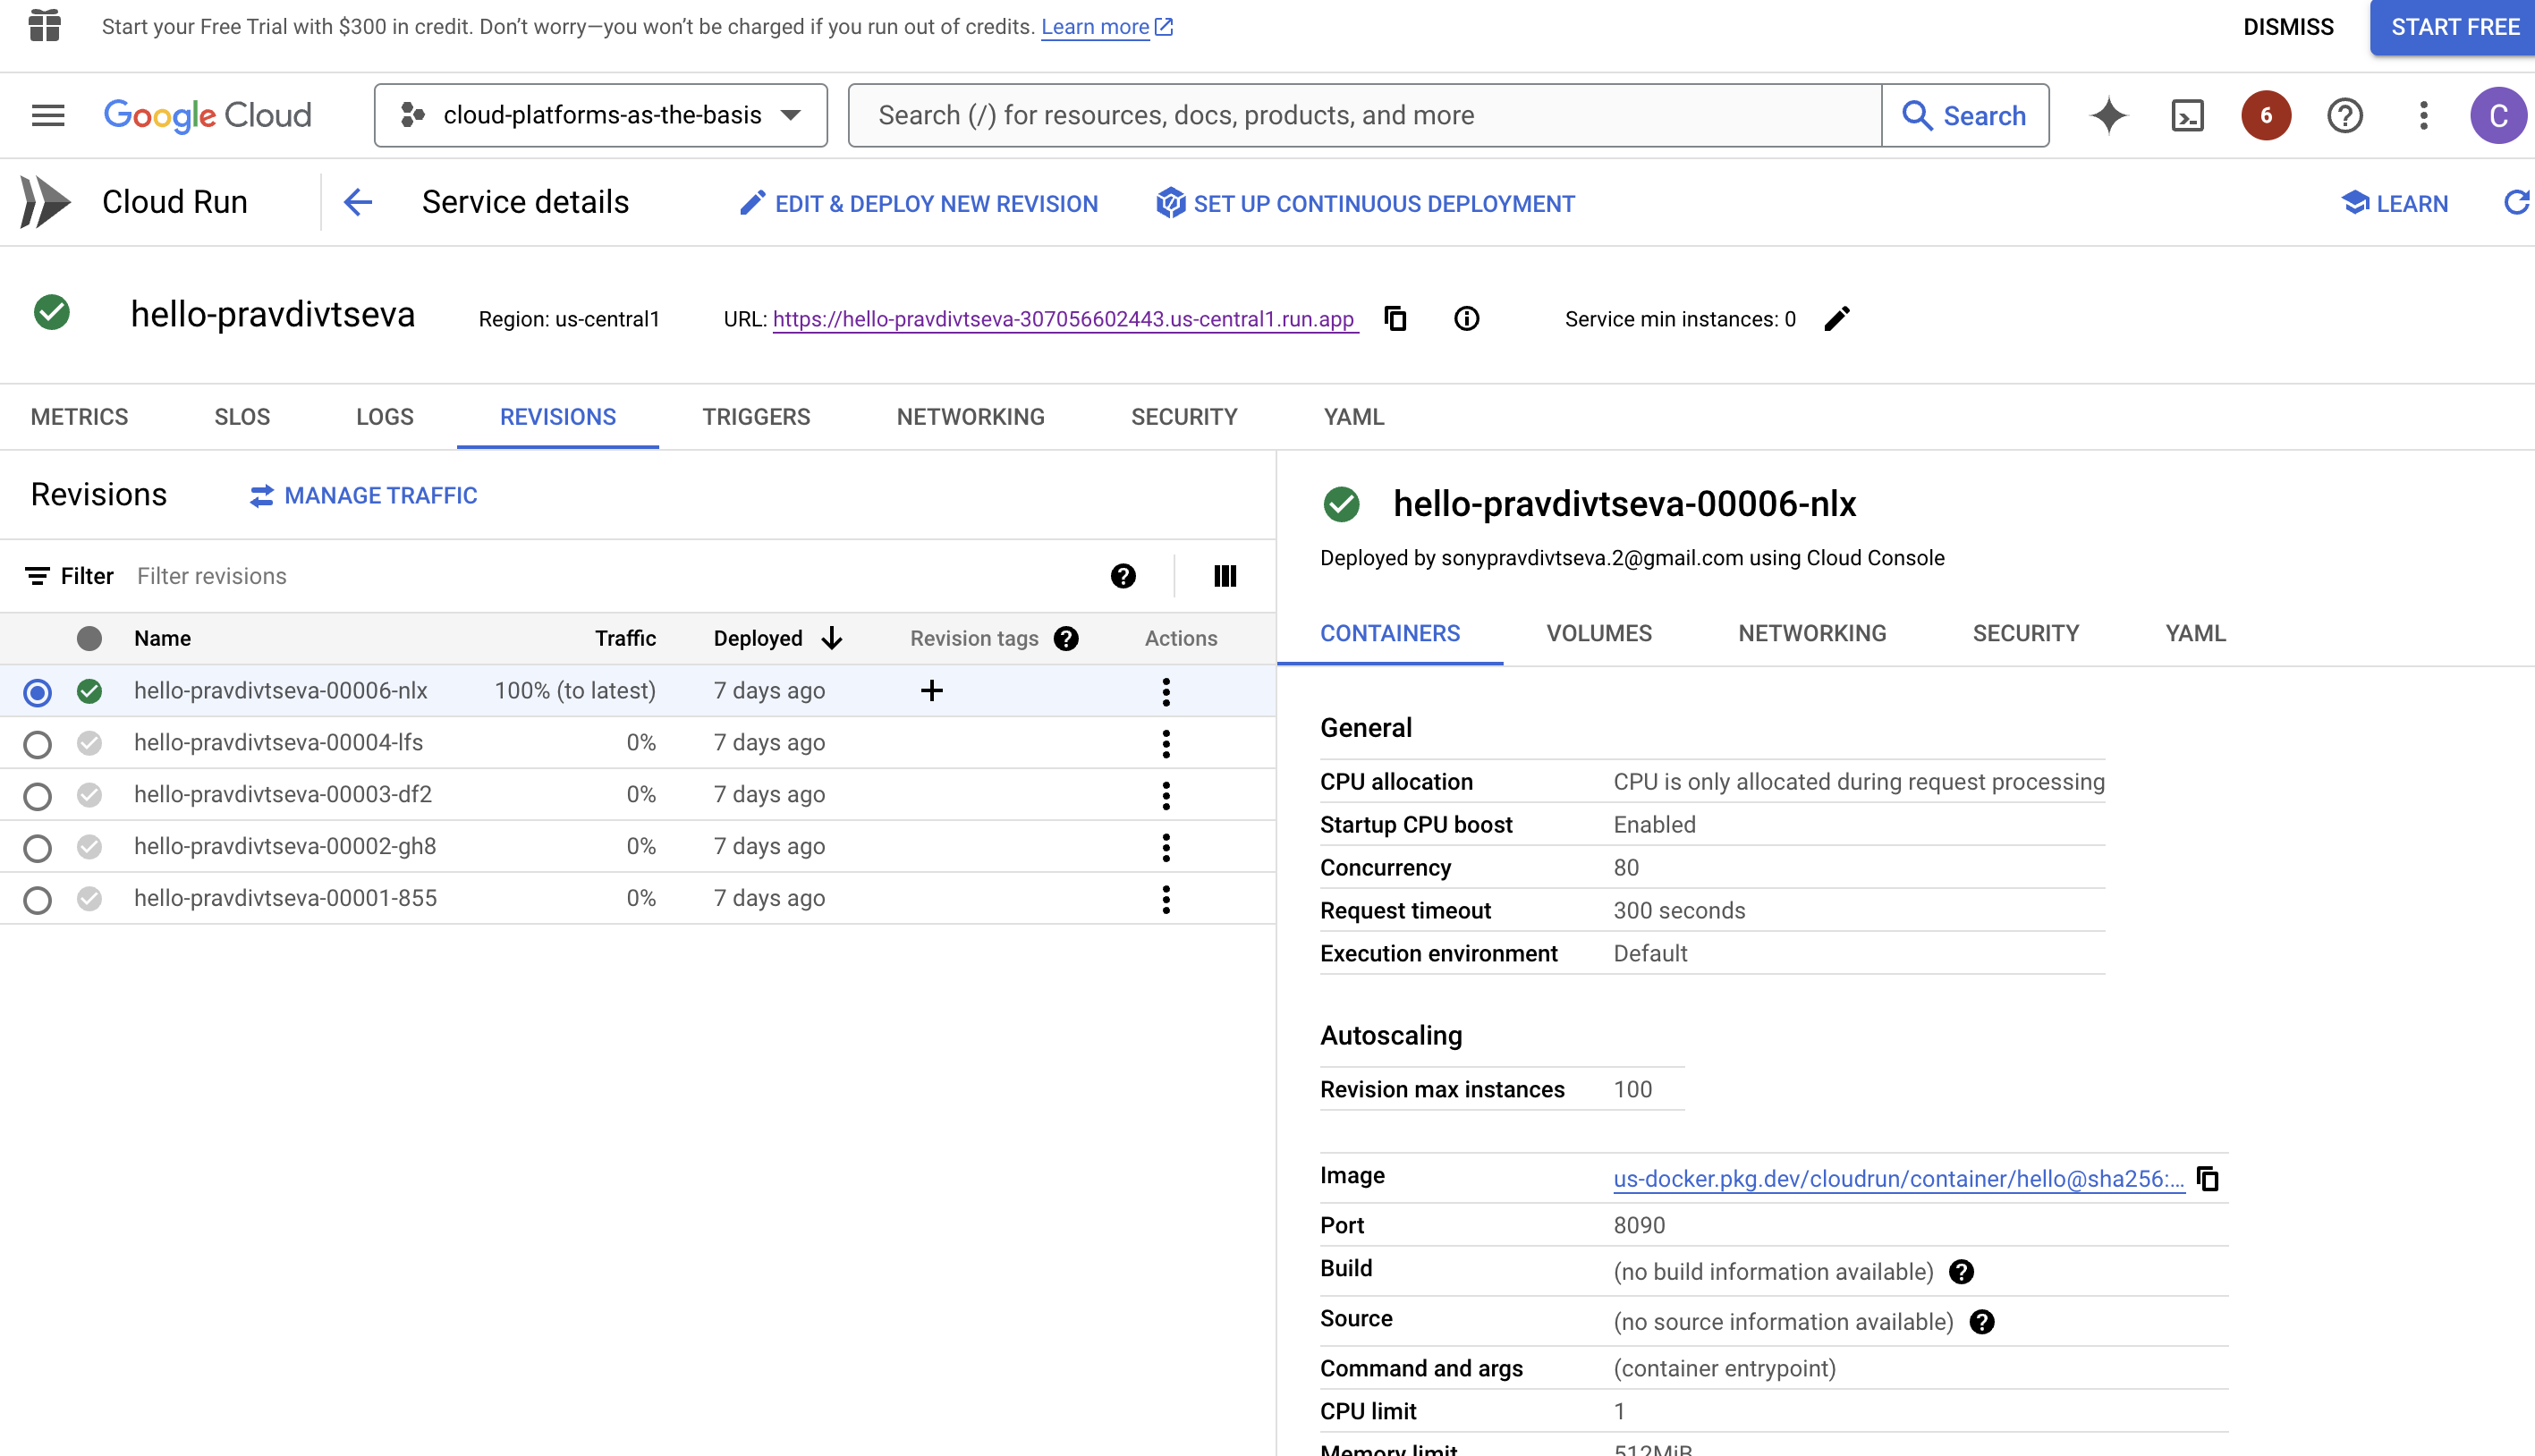 Start your Free Trial with $300 in credit. Don't worry—you won't be charged if you run out of credits. Learn more
DISMISS
START FREE
Google Cloud
cloud-platforms-as-the-basis
Search (/) for resources, docs, products, and more
Search
6
C
Cloud Run
Service details
EDIT & DEPLOY NEW REVISION
SET UP CONTINUOUS DEPLOYMENT
LEARN
hello-pravdivtseva
Region: us-central1
URL: https://hello-pravdivtseva-307056602443.us-central1.run.app
Service min instances: 0
METRICS
SLOS
LOGS
REVISIONS
TRIGGERS
NETWORKING
SECURITY
YAML
Revisions
MANAGE TRAFFIC
Filter Filter revisions
Name Traffic Deployed Revision tags Actions
hello-pravdivtseva-00006-nlx 100% (to latest) 7 days ago
hello-pravdivtseva-00004-lfs 0% 7 days ago
hello-pravdivtseva-00003-df2 0% 7 days ago
hello-pravdivtseva-00002-gh8 0% 7 days ago
hello-pravdivtseva-00001-855 0% 7 days ago
hello-pravdivtseva-00006-nlx
Deployed by sonypravdivtseva.2@gmail.com using Cloud Console
CONTAINERS
VOLUMES
NETWORKING
SECURITY
YAML
General
CPU allocation CPU is only allocated during request processing
Startup CPU boost Enabled
Concurrency 80
Request timeout 300 seconds
Execution environment Default
Autoscaling
Revision max instances 100
Image us-docker.pkg.dev/cloudrun/container/hello@sha256:...
Port 8090
Build (no build information available)
Source (no source information available)
Command and args (container entrypoint)
CPU limit 1
Memory limit 512MiB